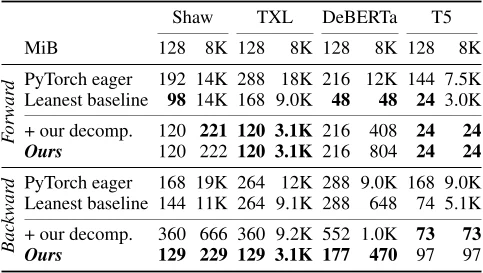 Shaw TXL DeBERTa T5
MiB 128 8K 128 8K 128 8K 128 8K
Forward
PyTorch eager 192 14K 288 18K 216 12K 144 7.5K
Leanest baseline 98 14K 168 9.0K 48 48 24 3.0K
+ our decomp. 120 221 120 3.1K 216 408 24 24
Ours 120 222 120 3.1K 216 804 24 24
Backward
PyTorch eager 168 19K 264 12K 288 9.0K 168 9.0K
Leanest baseline 144 11K 264 9.1K 288 648 74 5.1K
+ our decomp. 360 666 360 9.2K 552 1.0K 73 73
Ours 129 229 129 3.1K 177 470 97 97